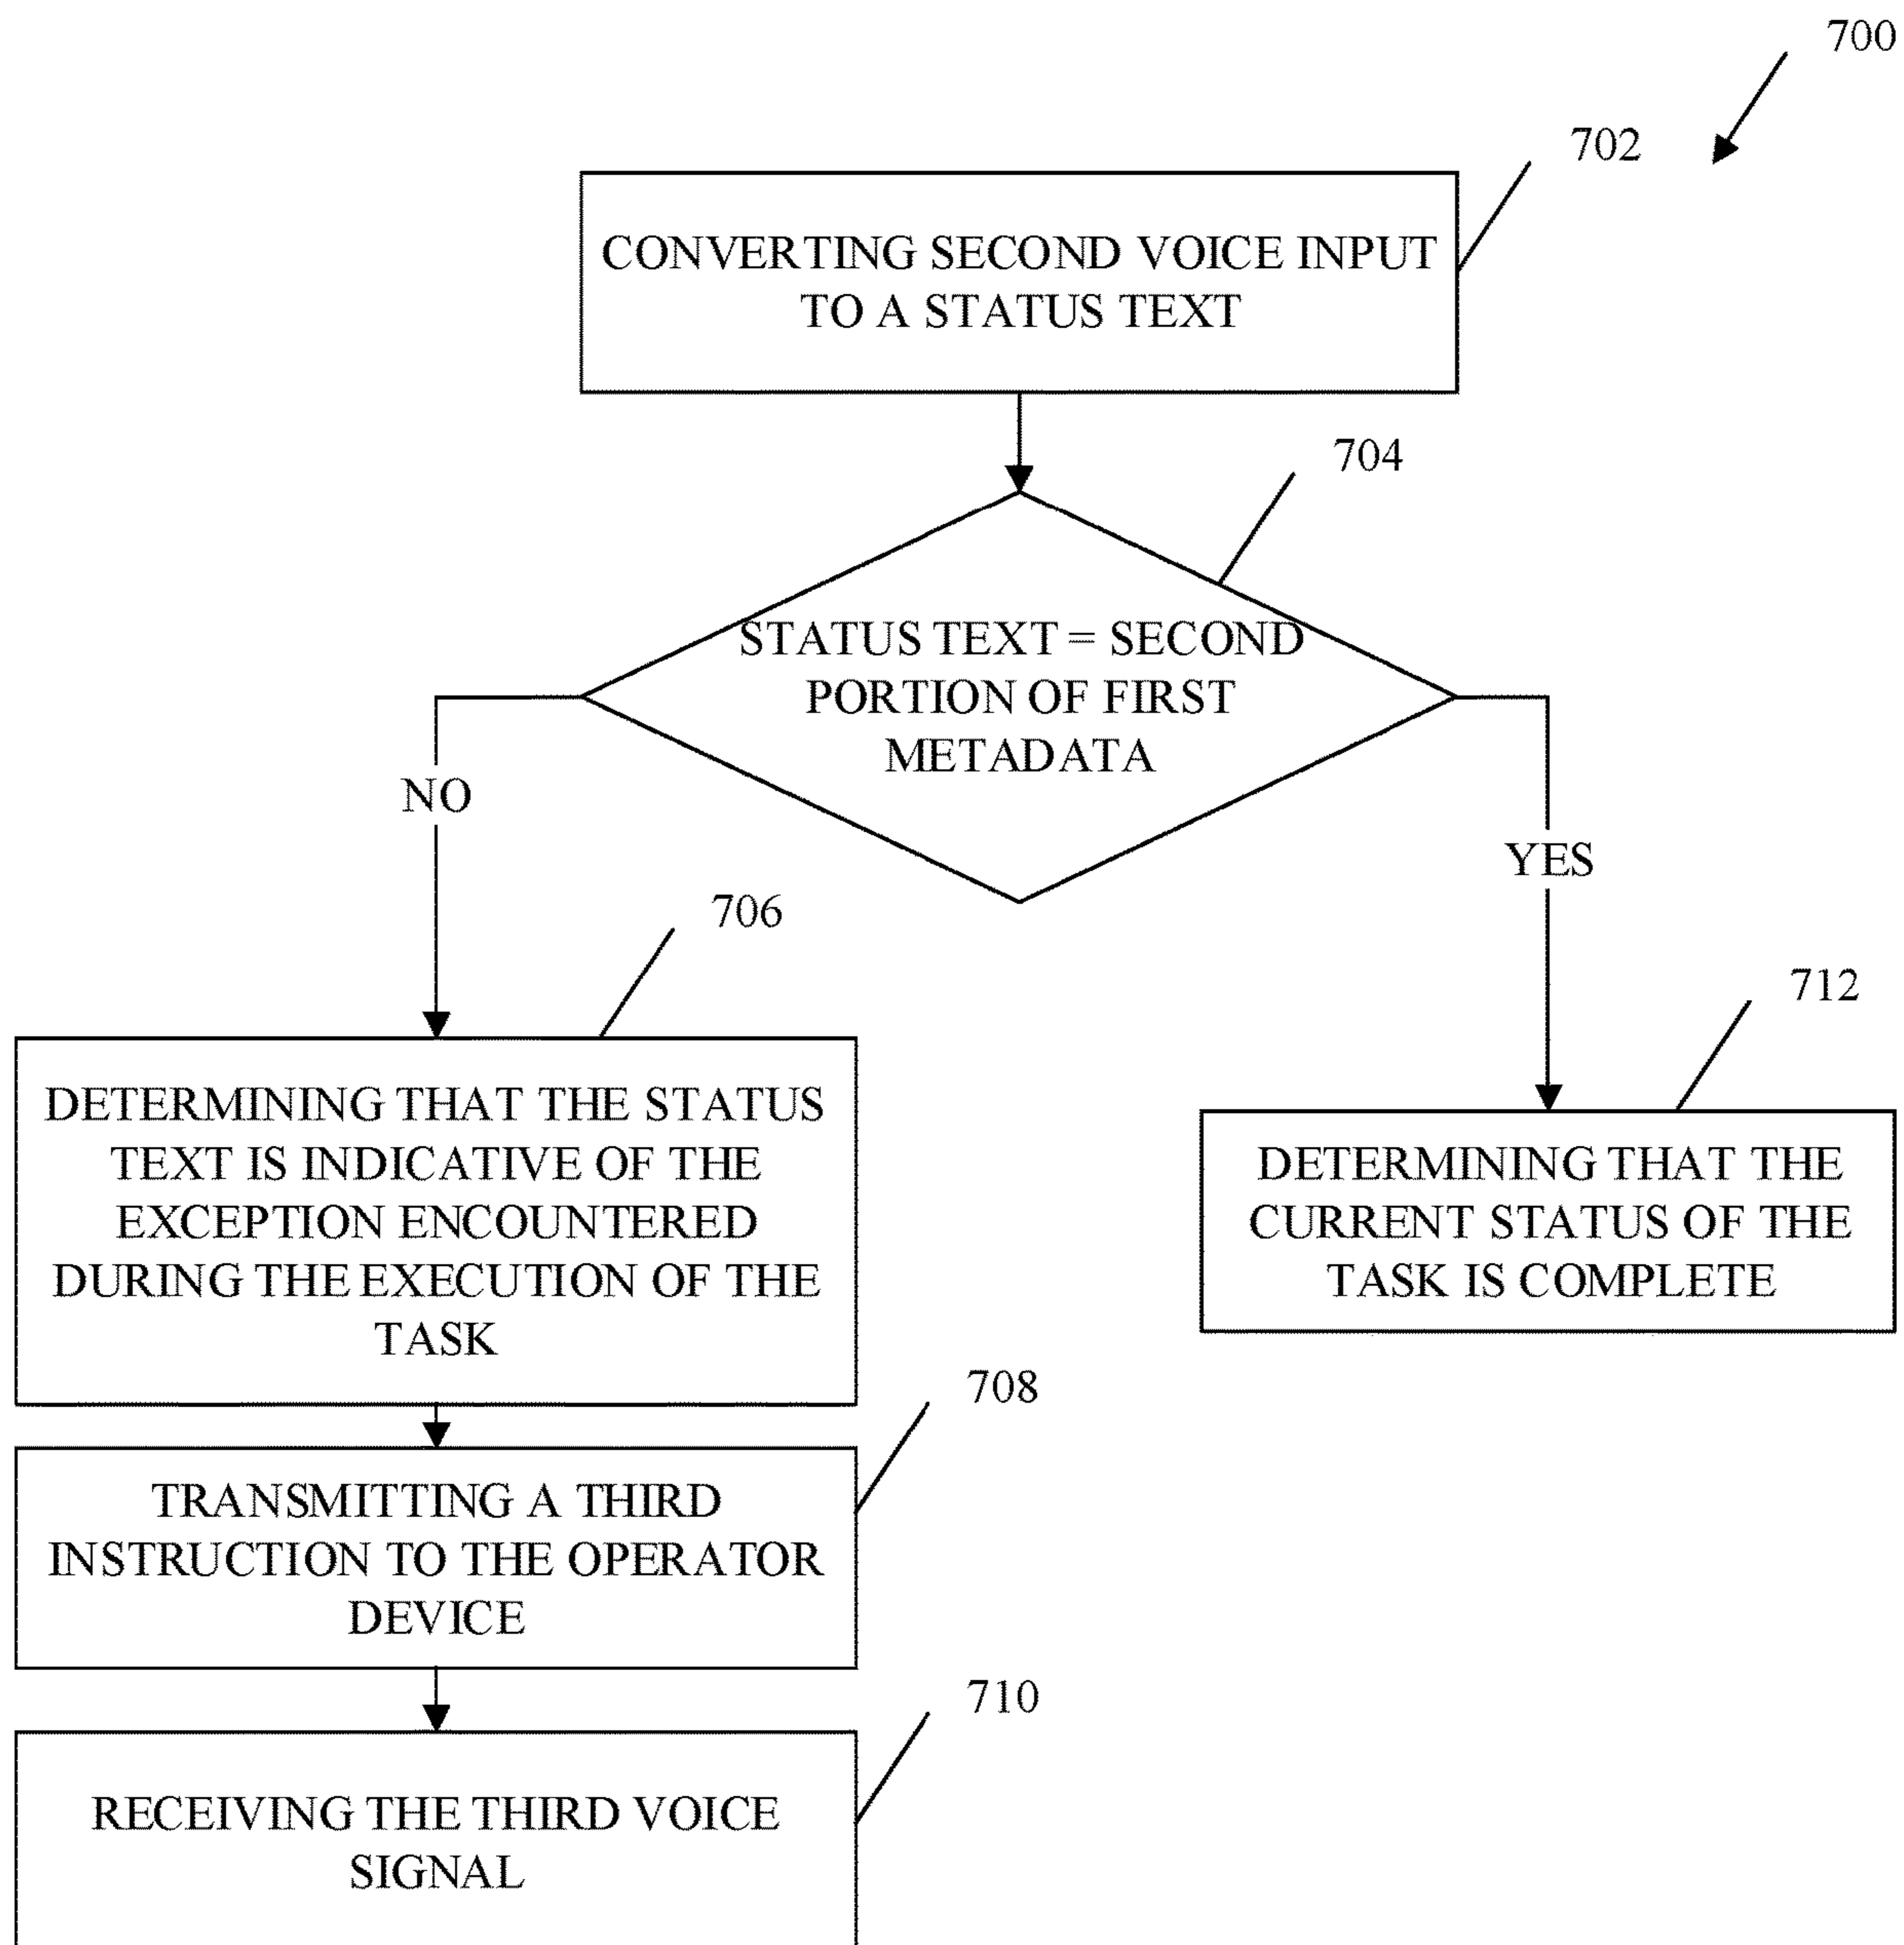 700
702
CONVERTING SECOND VOICE INPUT
TO A STATUS TEXT
704
STATUS TEXT = SECOND
PORTION OF FIRST
METADATA
NO
YES
706
712
DETERMINING THAT THE STATUS
TEXT IS INDICATIVE OF THE
EXCEPTION ENCOUNTERED
DURING THE EXECUTION OF THE
TASK
DETERMINING THAT THE
CURRENT STATUS OF THE
TASK IS COMPLETE
708
TRANSMITTING A THIRD
INSTRUCTION TO THE OPERATOR
DEVICE
710
RECEIVING THE THIRD VOICE
SIGNAL